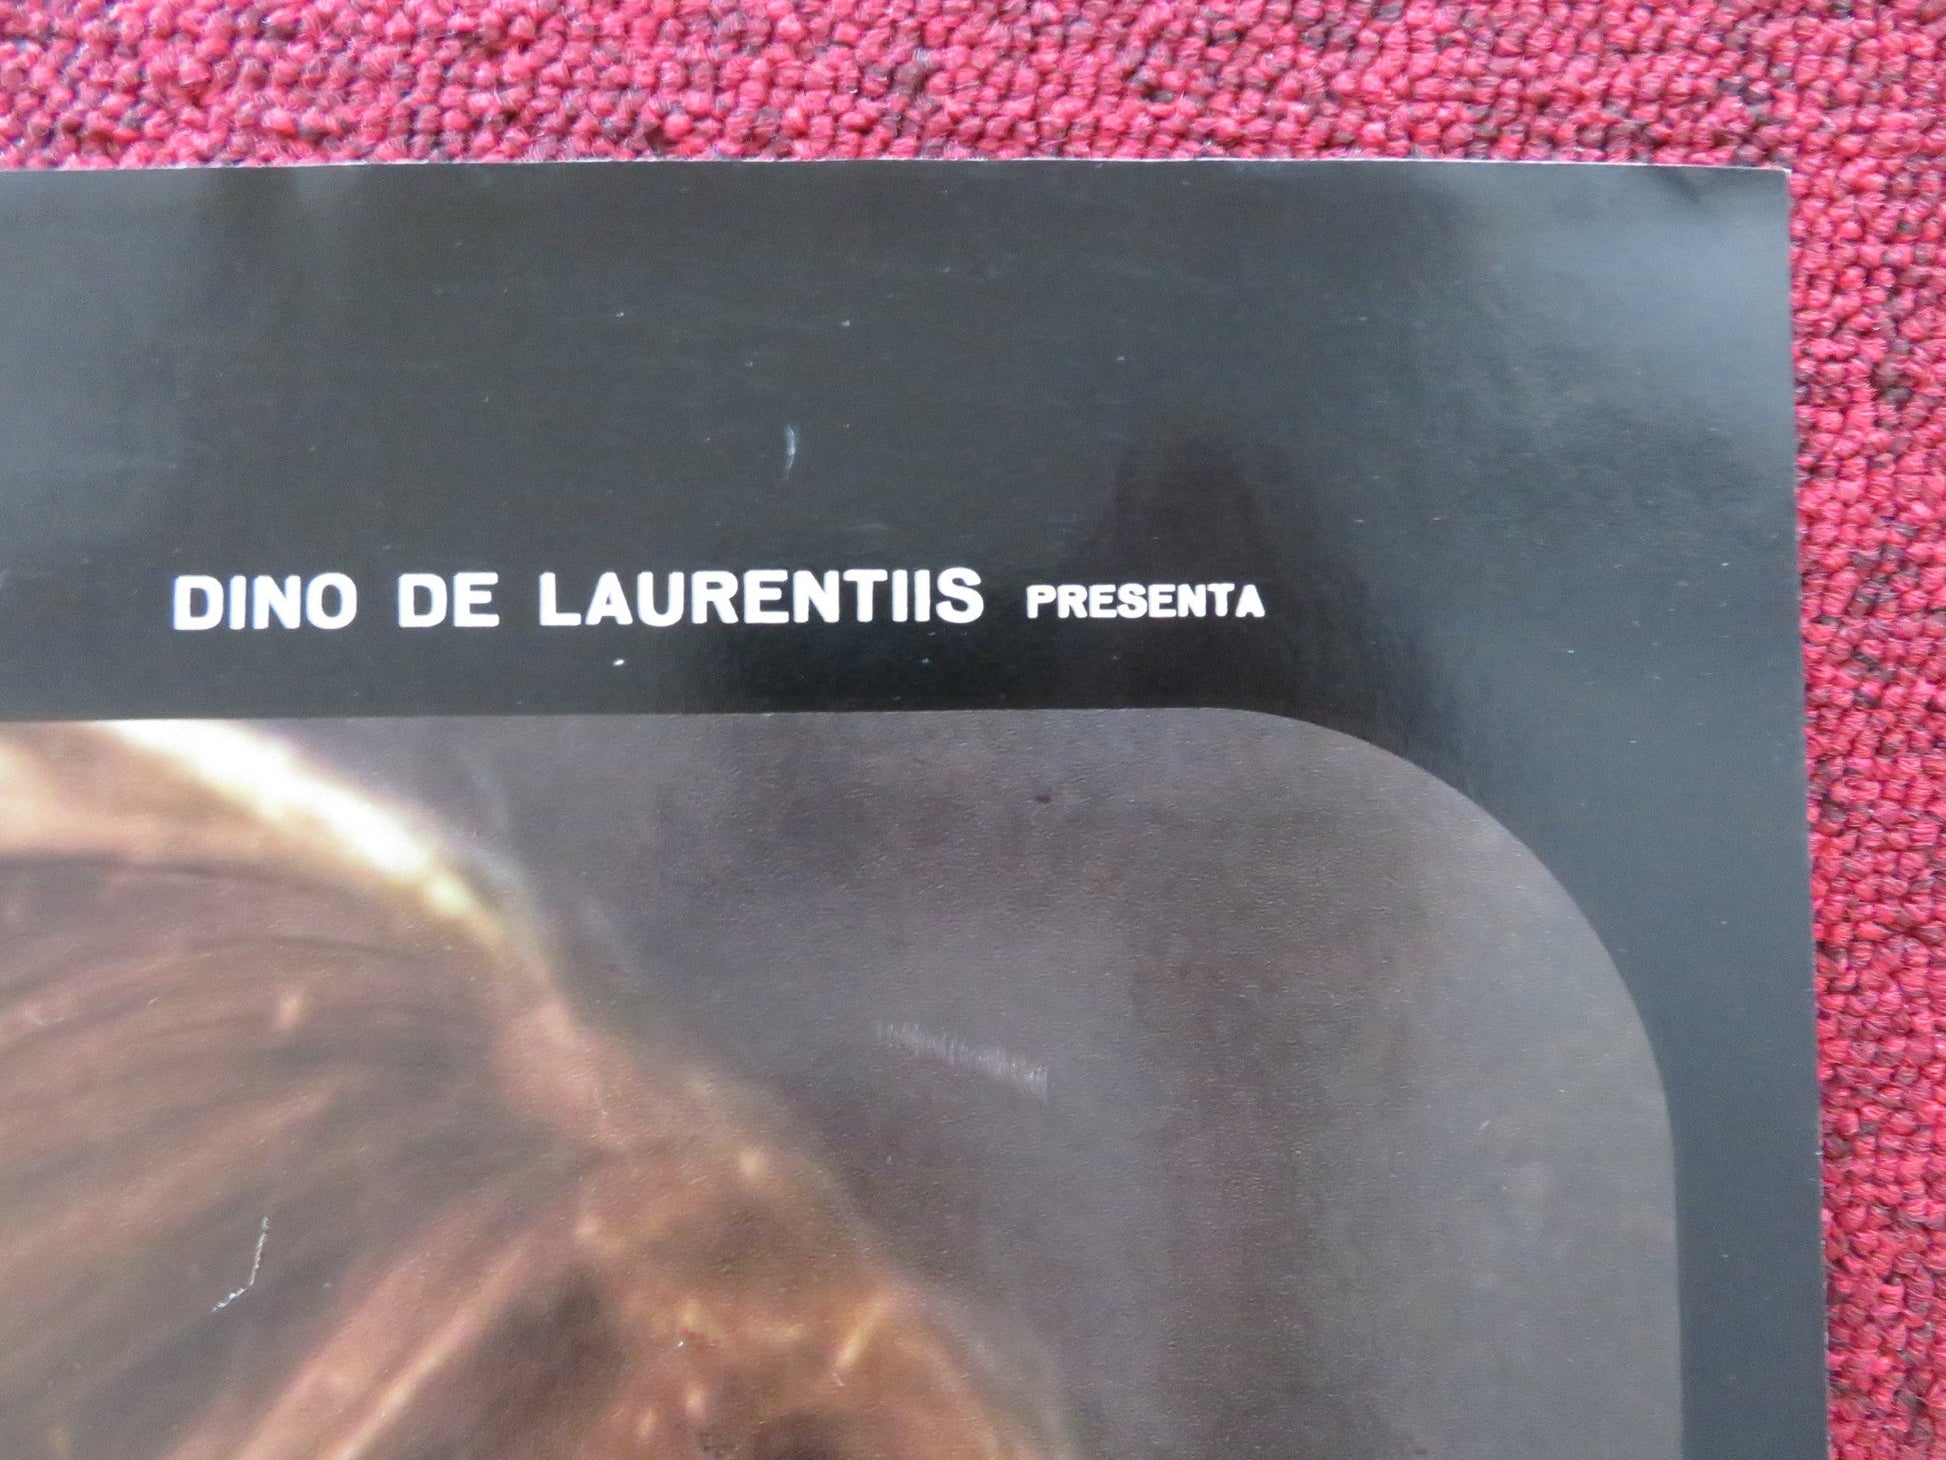 DINO DE LAURENTIIS PRESENTA